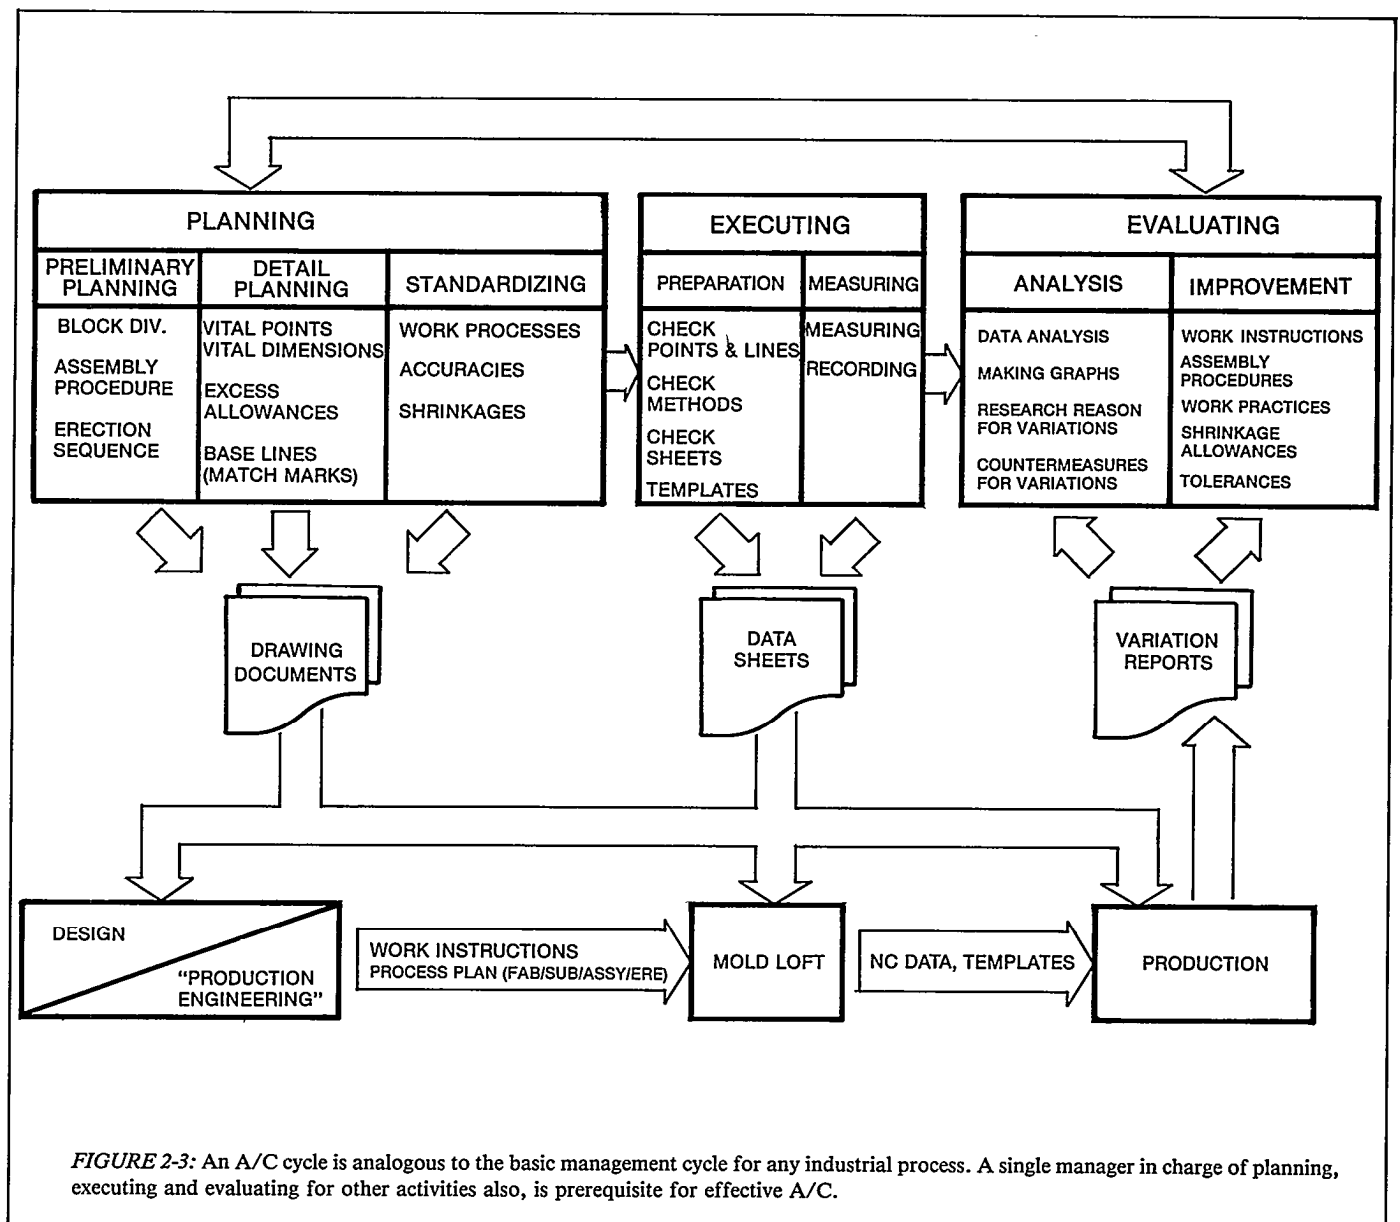 PLANNING
PRELIMINARY
PLANNING
BLOCK DIV.
ASSEMBLY
PROCEDURE
ERECTION
SEQUENCE
DETAIL
PLANNING
VITAL POINTS
VITAL DIMENSIONS
EXCESS
ALLOWANCES
BASE LINES
(MATCH MARKS)
STANDARDIZING
WORK PROCESSES
ACCURACIES
SHRINKAGES
EXECUTING
PREPARATION
CHECK
POINTS & LINES
CHECK
METHODS
CHECK
SHEETS
TEMPLATES
MEASURING
MEASURING
RECORDING
EVALUATING
ANALYSIS
DATA ANALYSIS
MAKING GRAPHS
RESEARCH REASON
FOR VARIATIONS
COUNTERMEASURES
FOR VARIATIONS
IMPROVEMENT
WORK INSTRUCTIONS
ASSEMBLY
PROCEDURES
WORK PRACTICES
SHRINKAGE
ALLOWANCES
TOLERANCES
DRAWING
DOCUMENTS
DATA
SHEETS
VARIATION
REPORTS
DESIGN
"PRODUCTION
ENGINEERING"
WORK INSTRUCTIONS
PROCESS PLAN (FAB/SUB/ASSY/ERE)
MOLD LOFT
NC DATA, TEMPLATES
PRODUCTION
FIGURE 2-3: An A/C cycle is analogous to the basic management cycle for any industrial process. A single manager in charge of planning,
executing and evaluating for other activities also, is prerequisite for effective A/C.